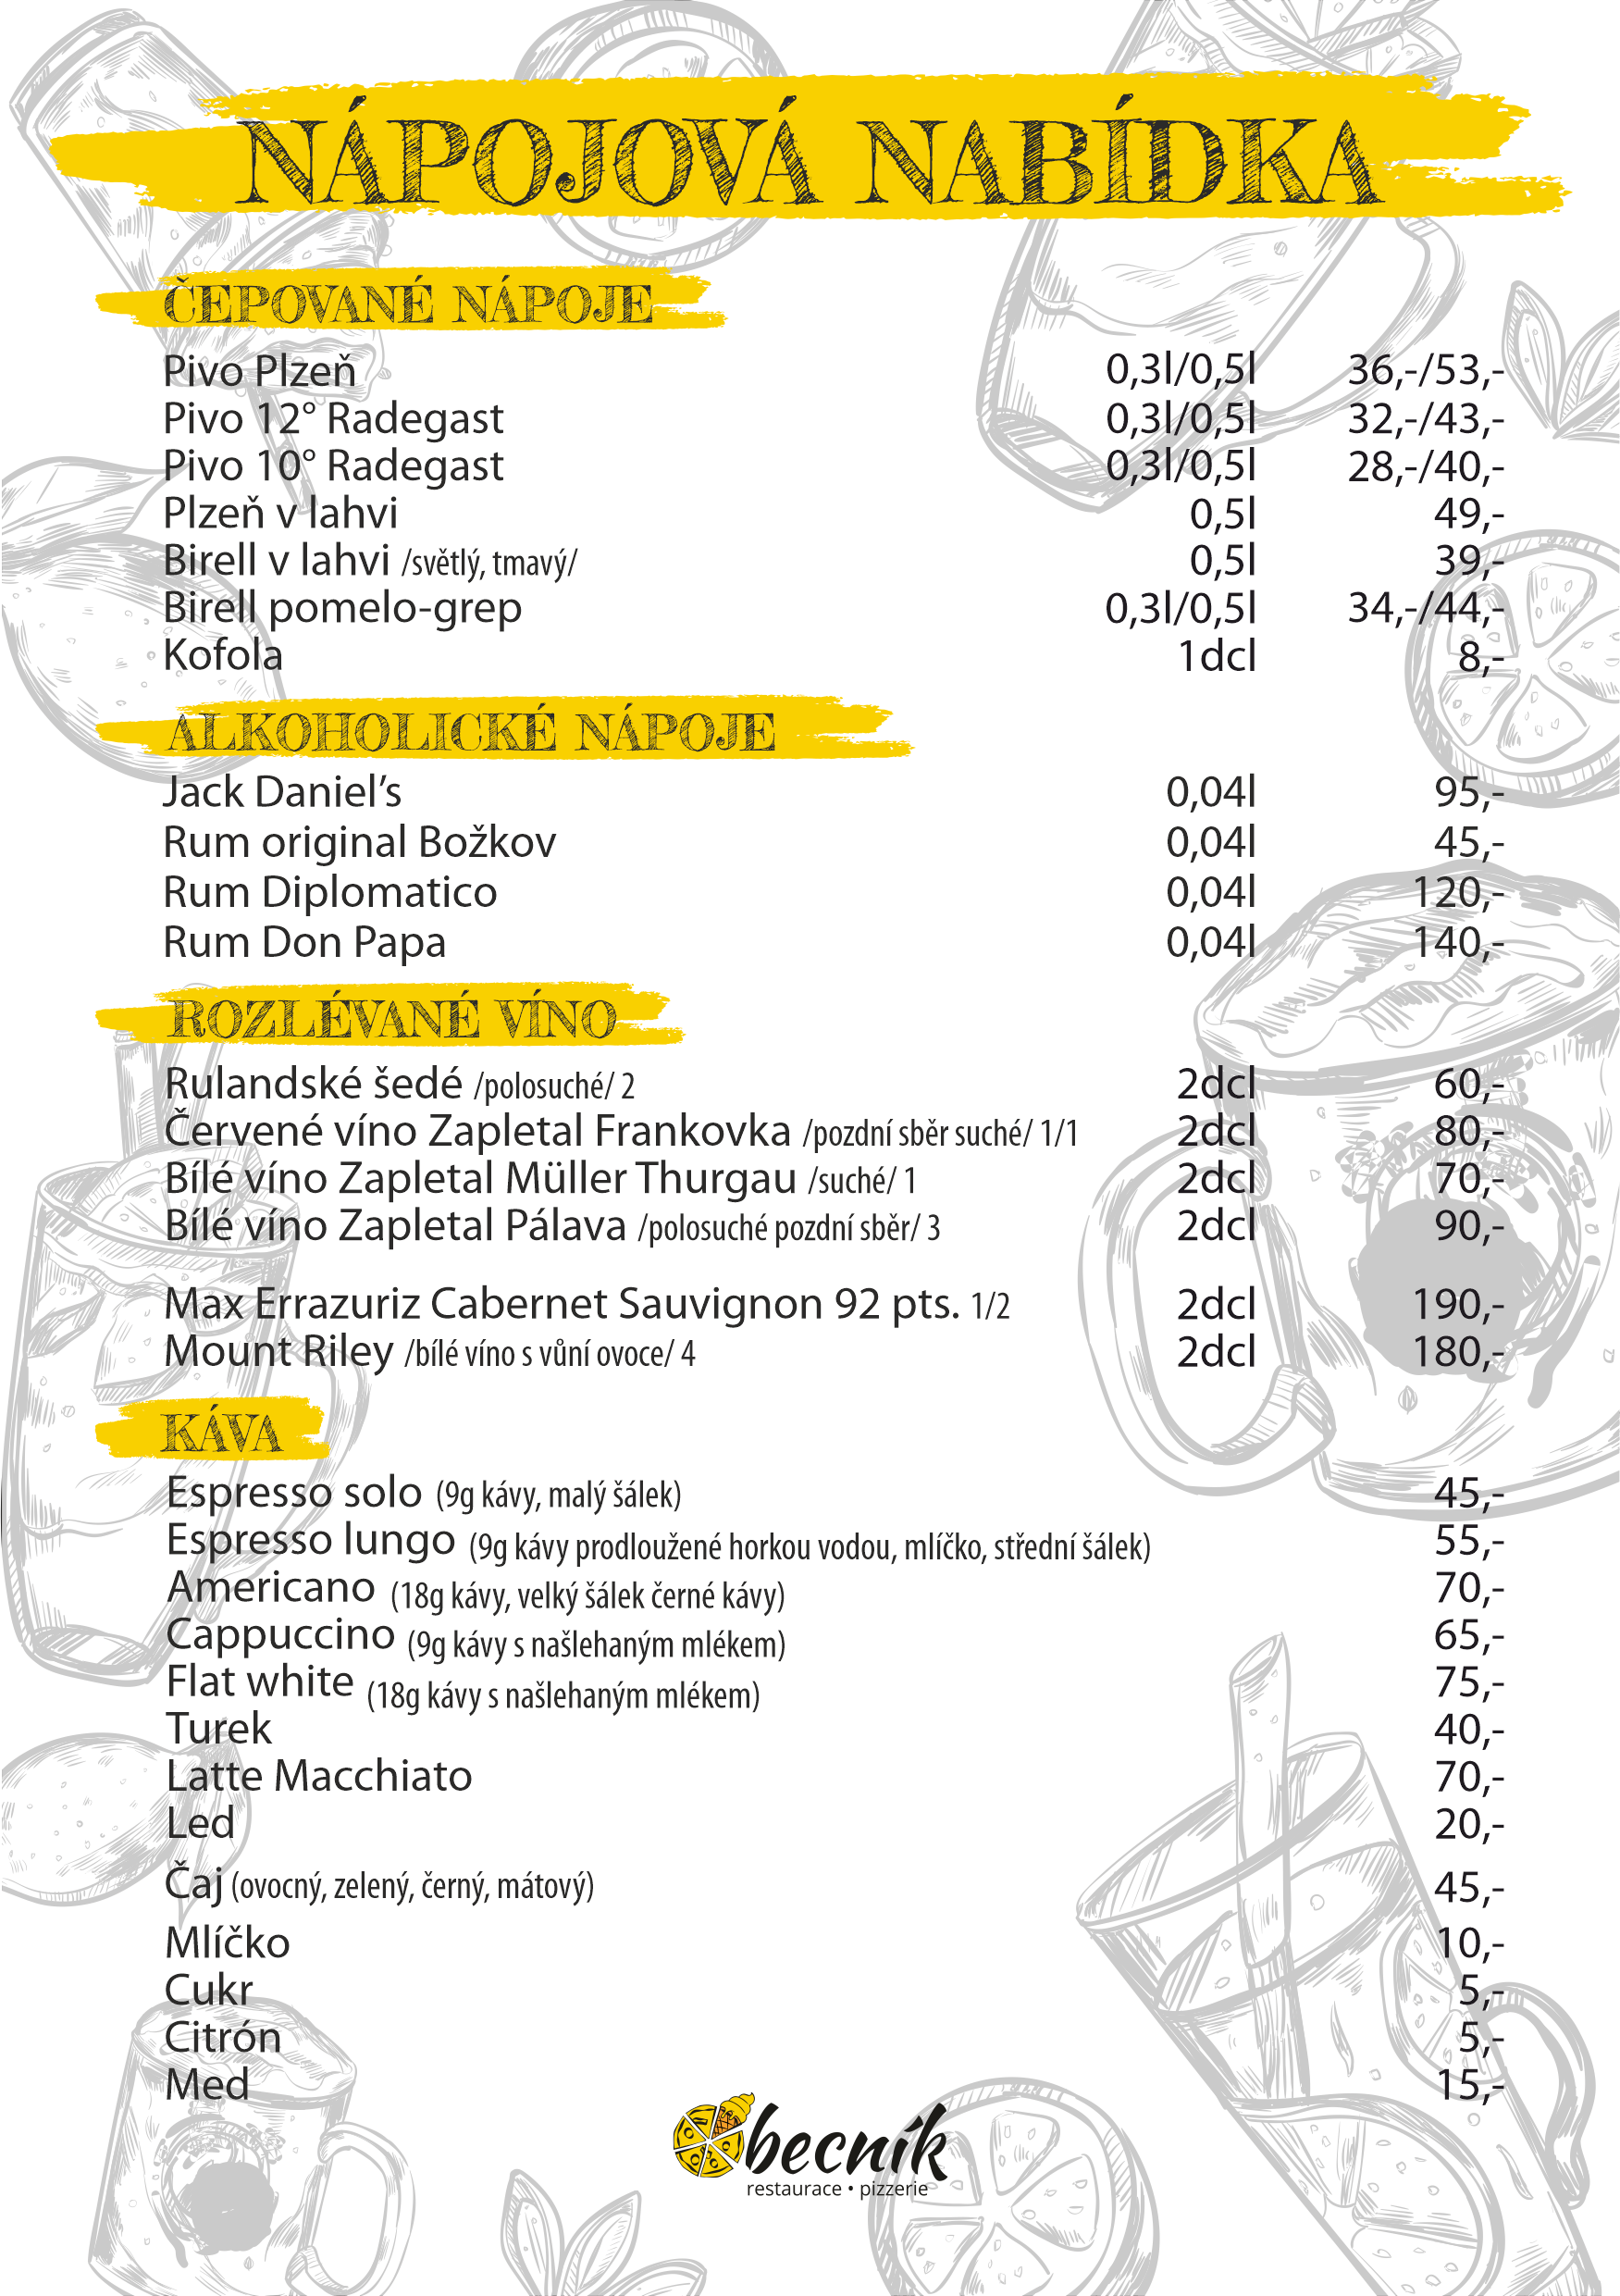 NÁPOJOVÁ NABÍDKA
ČEPOVANÉ NÁPOJE
Pivo Plzeň 0,3l/0,5l 36,-/53,-
Pivo 12° Radegast 0,3l/0,5l 32,-/43,-
Pivo 10° Radegast 0,3l/0,5l 28,-/40,-
Plzeň v lahvi 0,5l 49,-
Birell v lahvi /světlý, tmavý/ 0,5l 39,-
Birell pomelo-grep 0,3l/0,5l 34,-/44,-
Kofola 1dcl 8,-
ALKOHOLICKÉ NÁPOJE
Jack Daniel’s 0,04l 95,-
Rum original Božkov 0,04l 45,-
Rum Diplomatico 0,04l 120,-
Rum Don Papa 0,04l 140,-
ROZLÉVANÉ VÍNO
Rulandské šedé /polosuché/ 2 2dcl 60,-
Červené víno Zapletal Frankovka /pozdní sběr suché/ 1/1 2dcl 80,-
Bílé víno Zapletal Müller Thurgau /suché/ 1 2dcl 70,-
Bílé víno Zapletal Pálava /polosuché pozdní sběr/ 3 2dcl 90,-
Max Errazuriz Cabernet Sauvignon 92 pts. 1/2 2dcl 190,-
Mount Riley /bílé víno s vůní ovoce/ 4 2dcl 180,-
KÁVA
Espresso solo (9g kávy, malý šálek) 45,-
Espresso lungo (9g kávy prodloužené horkou vodou, mlíčko, střední šálek) 55,-
Americano (18g kávy, velký šálek černé kávy) 70,-
Cappuccino (9g kávy s našlehaným mlékem) 65,-
Flat white (18g kávy s našlehaným mlékem) 75,-
Turek 40,-
Latte Macchiato 70,-
Led 20,-
Čaj (ovocný, zelený, černý, mátový) 45,-
Mlíčko 10,-
Cukr 5,-
Citrón 5,-
Med 15,-
Obecník
restaurace • pizzerie